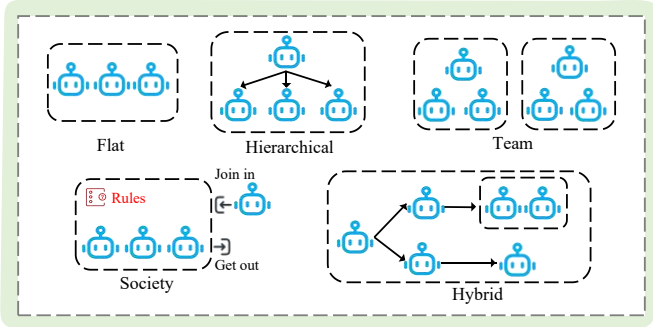 Flat
Hierarchical
Team
Rules
Join in
Get out
Society
Hybrid